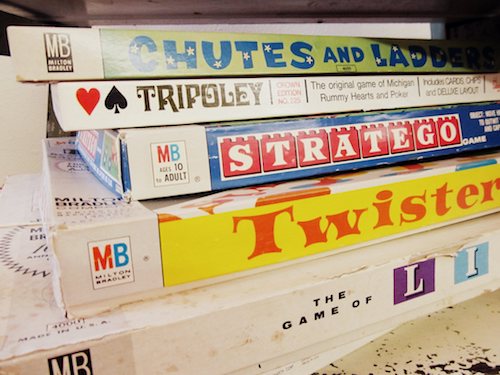 MB
MILTON
BRADLEY
CHUTES AND LADDERS
TRIPOLEY
CROWN
EDITION
NO. 225
The original game of Michigan
Rummy Hearts and Poker
Includes CARDS, CHIPS
and DELUXE LAYOUT
MB
AGES 10
to ADULT
STRATEGO
GAME
MB
MILTON
BRADLEY
Twister
THE
GAME OF
L I
4000
MADE IN U.S.A.
MB